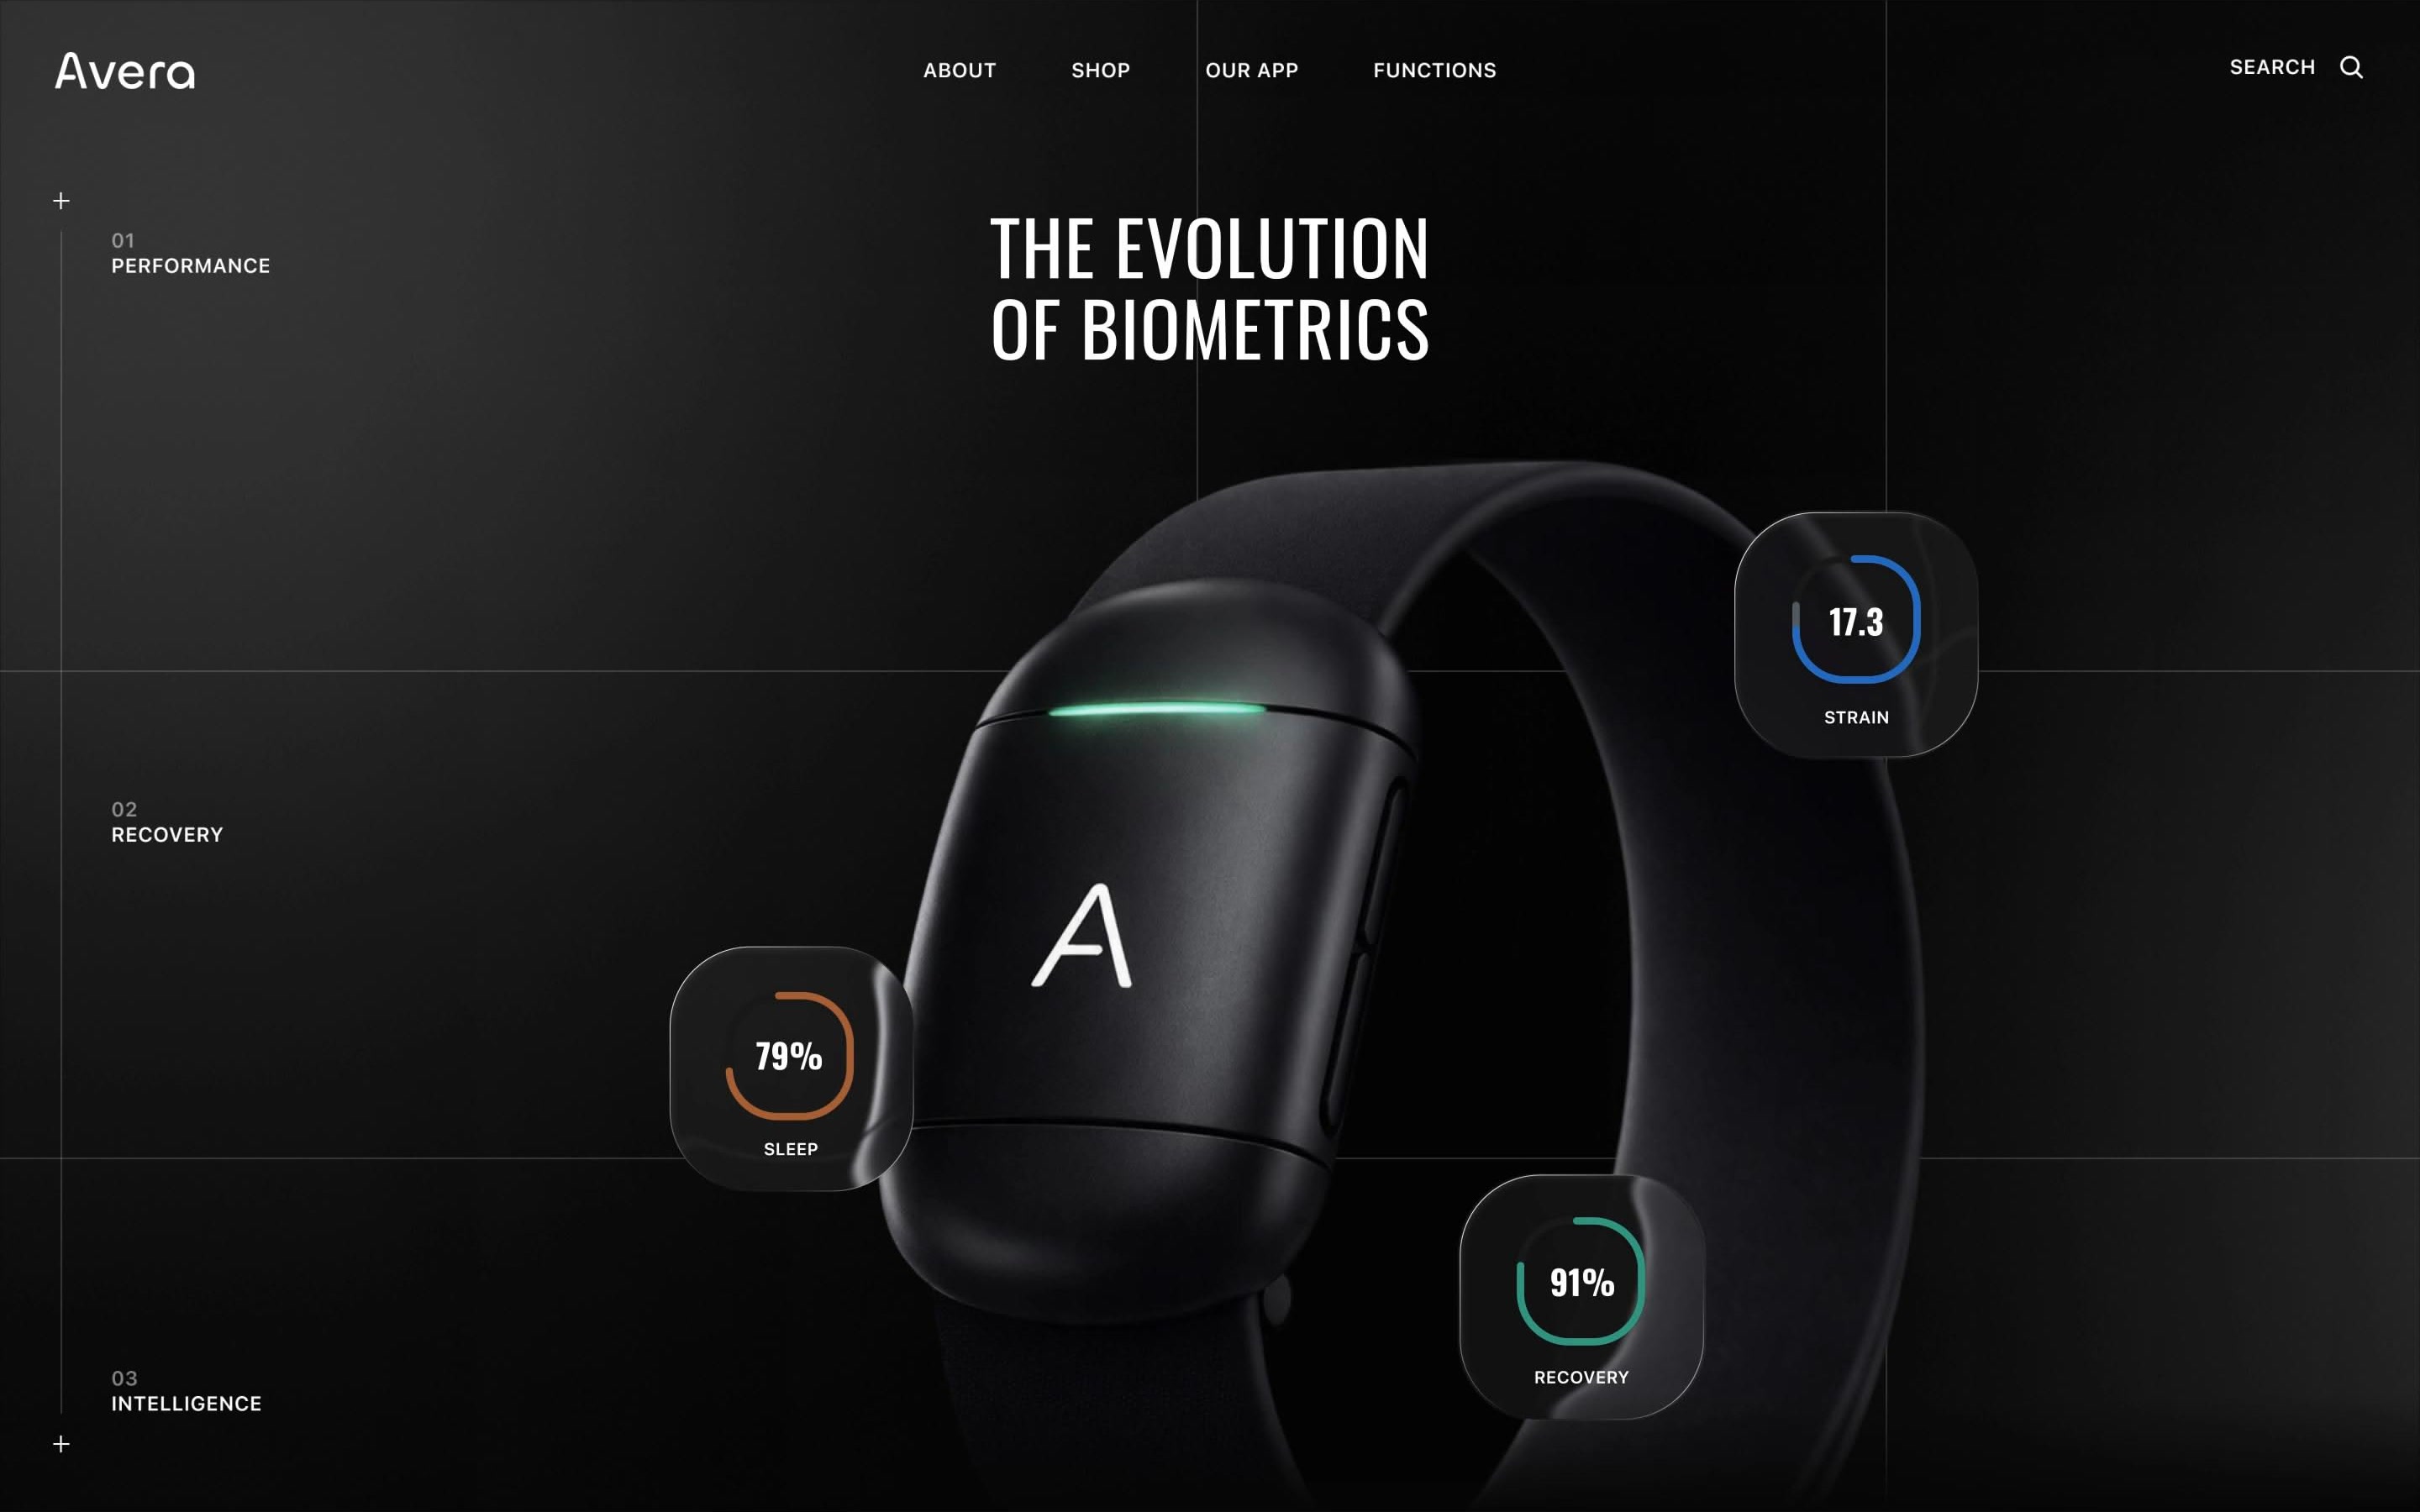 Avera
ABOUT
SHOP
OUR APP
FUNCTIONS
SEARCH
THE EVOLUTION
OF BIOMETRICS
01
PERFORMANCE
17.3
STRAIN
02
RECOVERY
A
79%
SLEEP
91%
RECOVERY
03
INTELLIGENCE